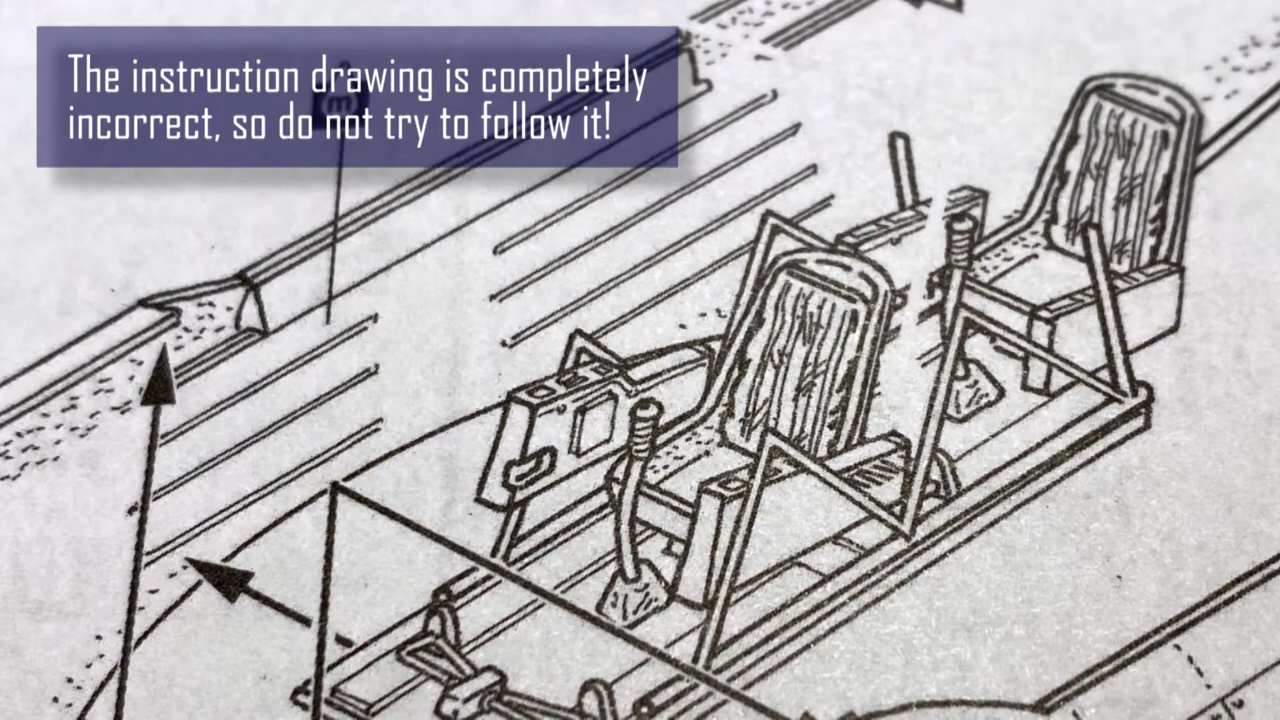 The instruction drawing is completely
incorrect, so do not try to follow it!
m